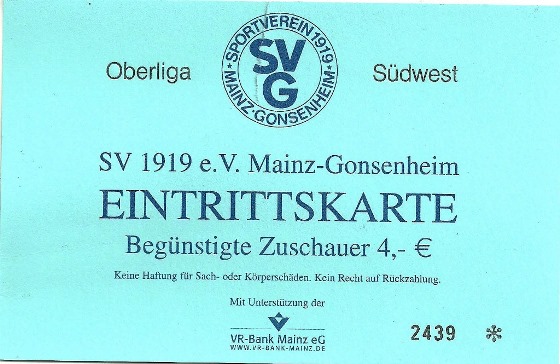 SPORTVEREIN 1919
Oberliga
SVG
Südwest
MAINZ-GONSENHEIM
SV 1919 e.V. Mainz-Gonsenheim
EINTRITTSKARTE
Begünstigte Zuschauer 4,- €
Keine Haftung für Sach- oder Körperschäden. Kein Recht auf Rückzahlung.
Mit Unterstützung der
VR-Bank Mainz eG
WWW.VR-BANK-MAINZ.DE
2439 *